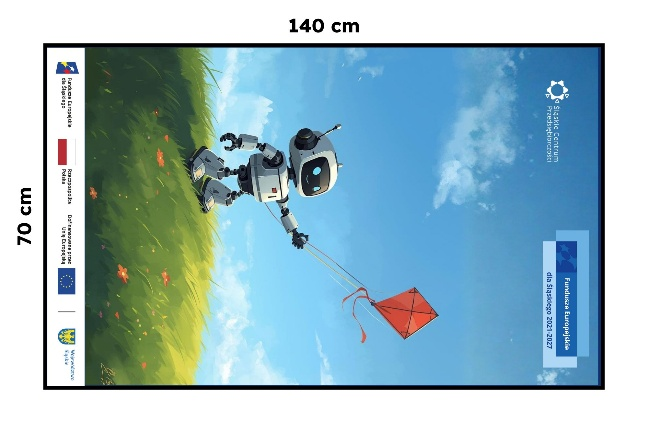 140 cm
70 cm
Śląskie Centrum
Przedsiębiorczości
Fundusze Europejskie
dla Śląskiego 2021-2027
Fundusze Europejskie
dla Śląskiego
Rzeczpospolita
Polska
Dofinansowane przez
Unię Europejską
Województwo
Śląskie